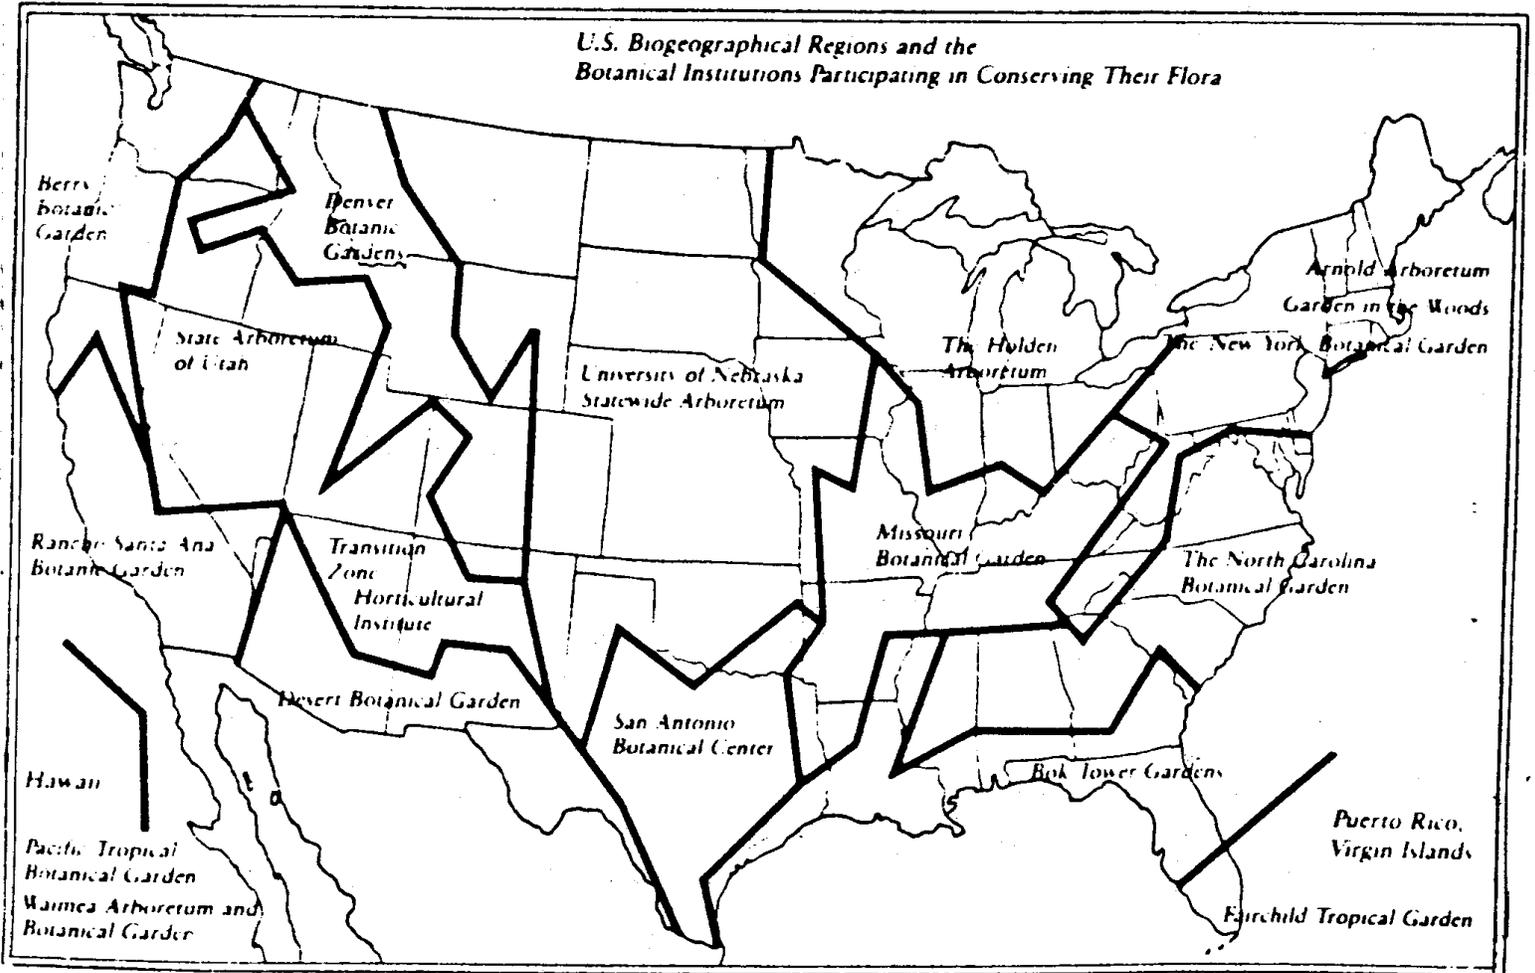 U.S. Biogeographical Regions and the
Botanical Institutions Participating in Conserving Their Flora
Berry
Botanic
Garden
Denver
Botanic
Gardens
Arnold Arboretum
Garden in the Woods
The New York Botanical Garden
State Arboretum
of Utah
The Holden
Arboretum
University of Nebraska
Statewide Arboretum
Rancho Santa Ana
Botanic Garden
Transition
Zone
Horticultural
Institute
Missouri
Botanical Garden
The North Carolina
Botanical Garden
Desert Botanical Garden
San Antonio
Botanical Center
Bok Tower Gardens
Hawaii
Pacific Tropical
Botanical Garden
Waimea Arboretum and
Botanical Garden
Puerto Rico,
Virgin Islands
Fairchild Tropical Garden